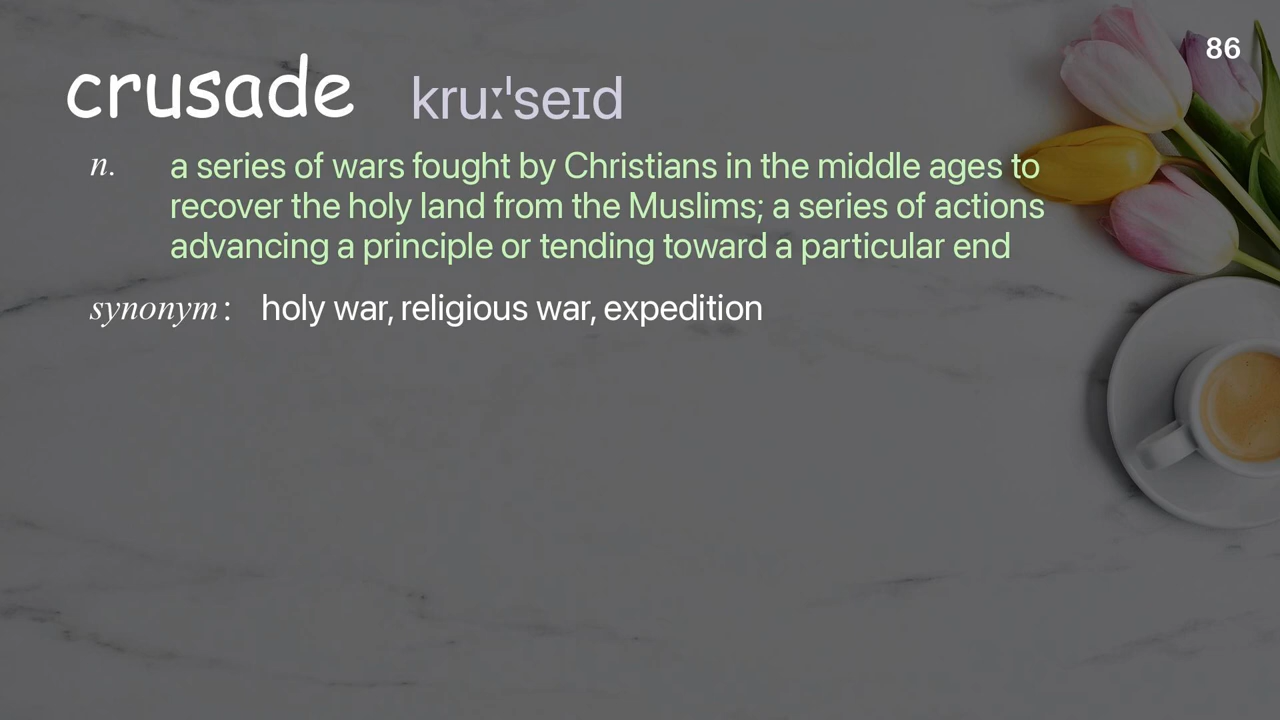 86
crusade kruːˈseɪd
n. a series of wars fought by Christians in the middle ages to
recover the holy land from the Muslims; a series of actions
advancing a principle or tending toward a particular end
synonym: holy war, religious war, expedition